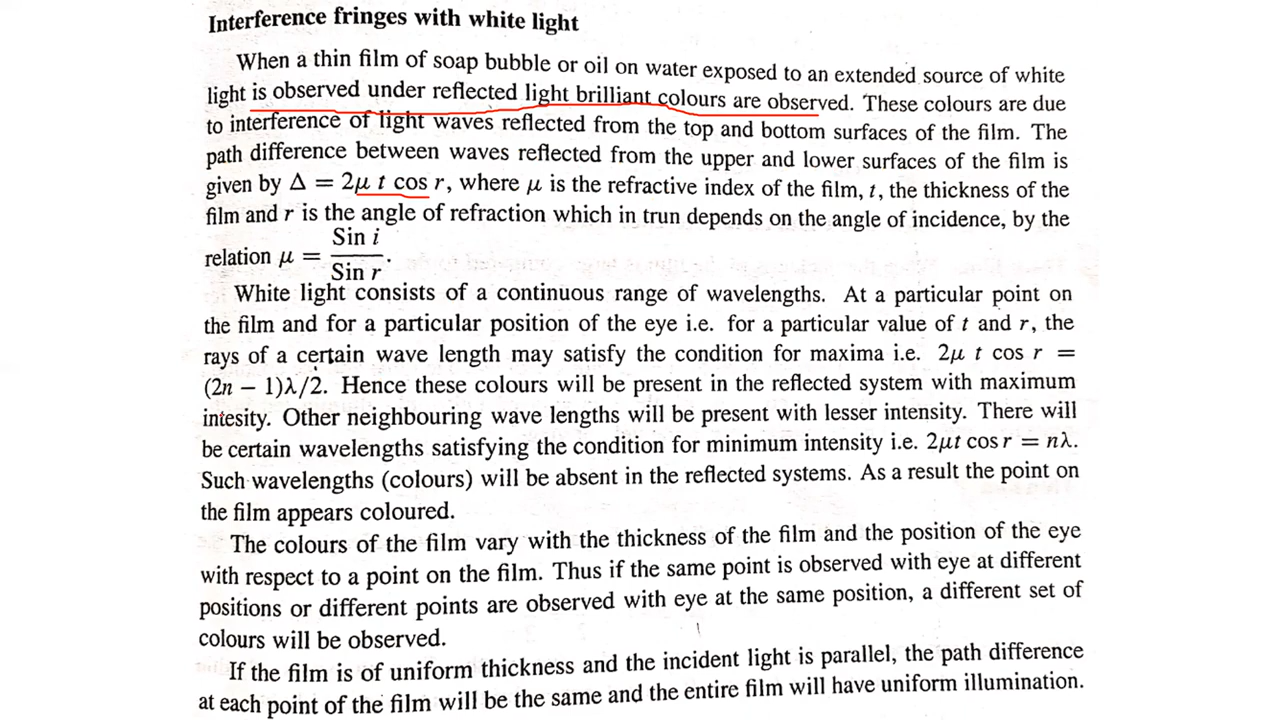 Interference fringes with white light
When a thin film of soap bubble or oil on water exposed to an extended source of white
light is observed under reflected light brilliant colours are observed. These colours are due
to interference of light waves reflected from the top and bottom surfaces of the film. The
path difference between waves reflected from the upper and lower surfaces of the film is
given by Δ = 2μ t cos r, where μ is the refractive index of the film, t, the thickness of the
film and r is the angle of refraction which in trun depends on the angle of incidence, by the
relation μ = Sin i / Sin r.
White light consists of a continuous range of wavelengths. At a particular point on
the film and for a particular position of the eye i.e. for a particular value of t and r, the
rays of a certain wave length may satisfy the condition for maxima i.e. 2μ t cos r =
(2n − 1)λ/2. Hence these colours will be present in the reflected system with maximum
intesity. Other neighbouring wave lengths will be present with lesser intensity. There will
be certain wavelengths satisfying the condition for minimum intensity i.e. 2μt cos r = nλ.
Such wavelengths (colours) will be absent in the reflected systems. As a result the point on
the film appears coloured.
The colours of the film vary with the thickness of the film and the position of the eye
with respect to a point on the film. Thus if the same point is observed with eye at different
positions or different points are observed with eye at the same position, a different set of
colours will be observed.
If the film is of uniform thickness and the incident light is parallel, the path difference
at each point of the film will be the same and the entire film will have uniform illumination.